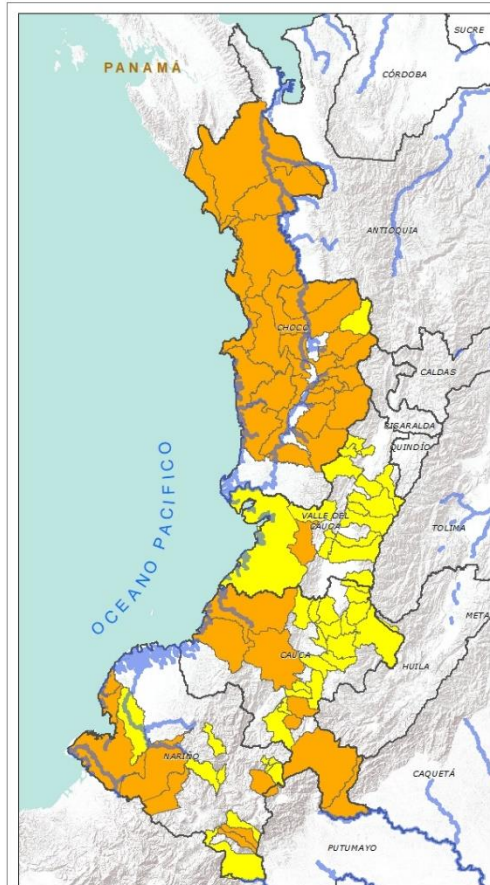 SUCRE
CÓRDOBA
PANAMÁ
ANTIOQUIA
CHOCÓ
CALDAS
RISARALDA
QUINDÍO
VALLE DEL
CAUCA
TOLIMA
OCEANO PACÍFICO
META
CAUCA
HUILA
NARIÑO
CAQUETÁ
PUTUMAYO